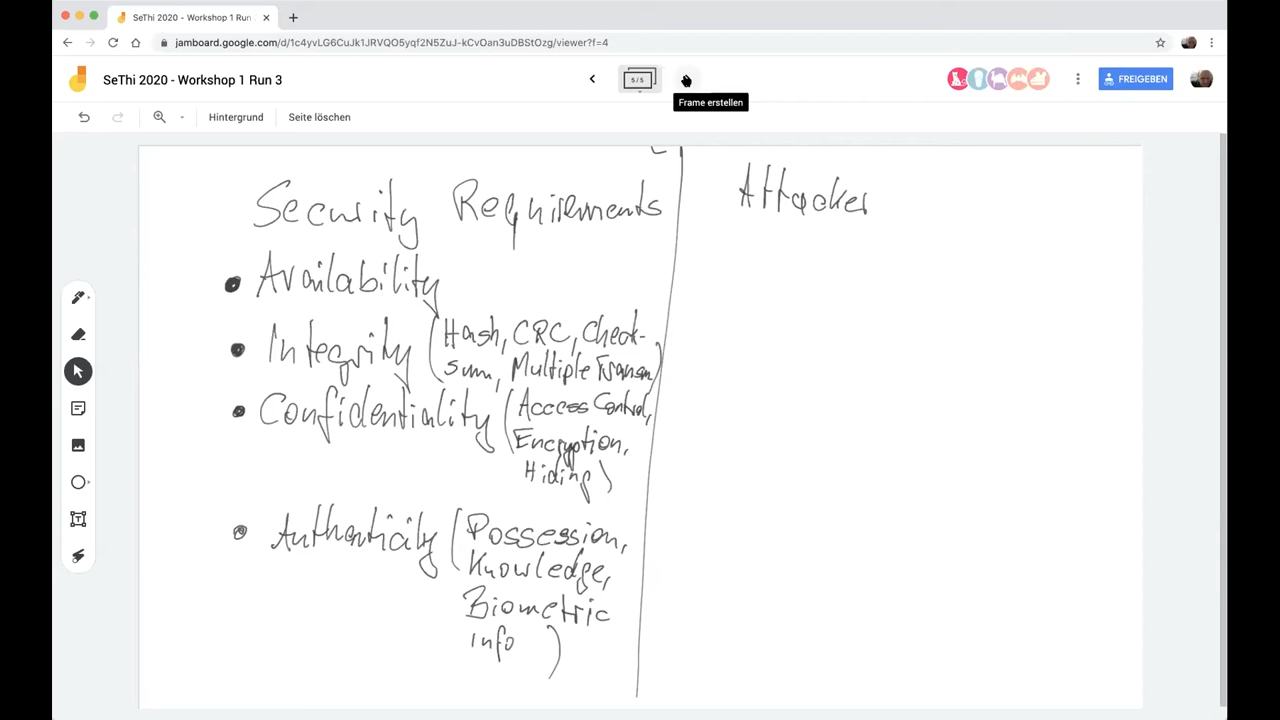 SeThi 2020 - Workshop 1 Run
jamboard.google.com/d/1c4yvLG6CuJk1JRVQO5yqf2N5ZuJ-kCvOan3uDBStOzg/viewer?f=4
SeThi 2020 - Workshop 1 Run 3
5 / 5
FREIGEBEN
Frame erstellen
Hintergrund
Seite löschen
Security Requirements
• Availability
• Integrity (Hash, CRC, Check-
sum, Multiple Transm)
• Confidentiality (Access Control,
Encryption,
Hiding)
• Authenticity (Possession,
Knowledge,
Biometric
Info)
Attacker